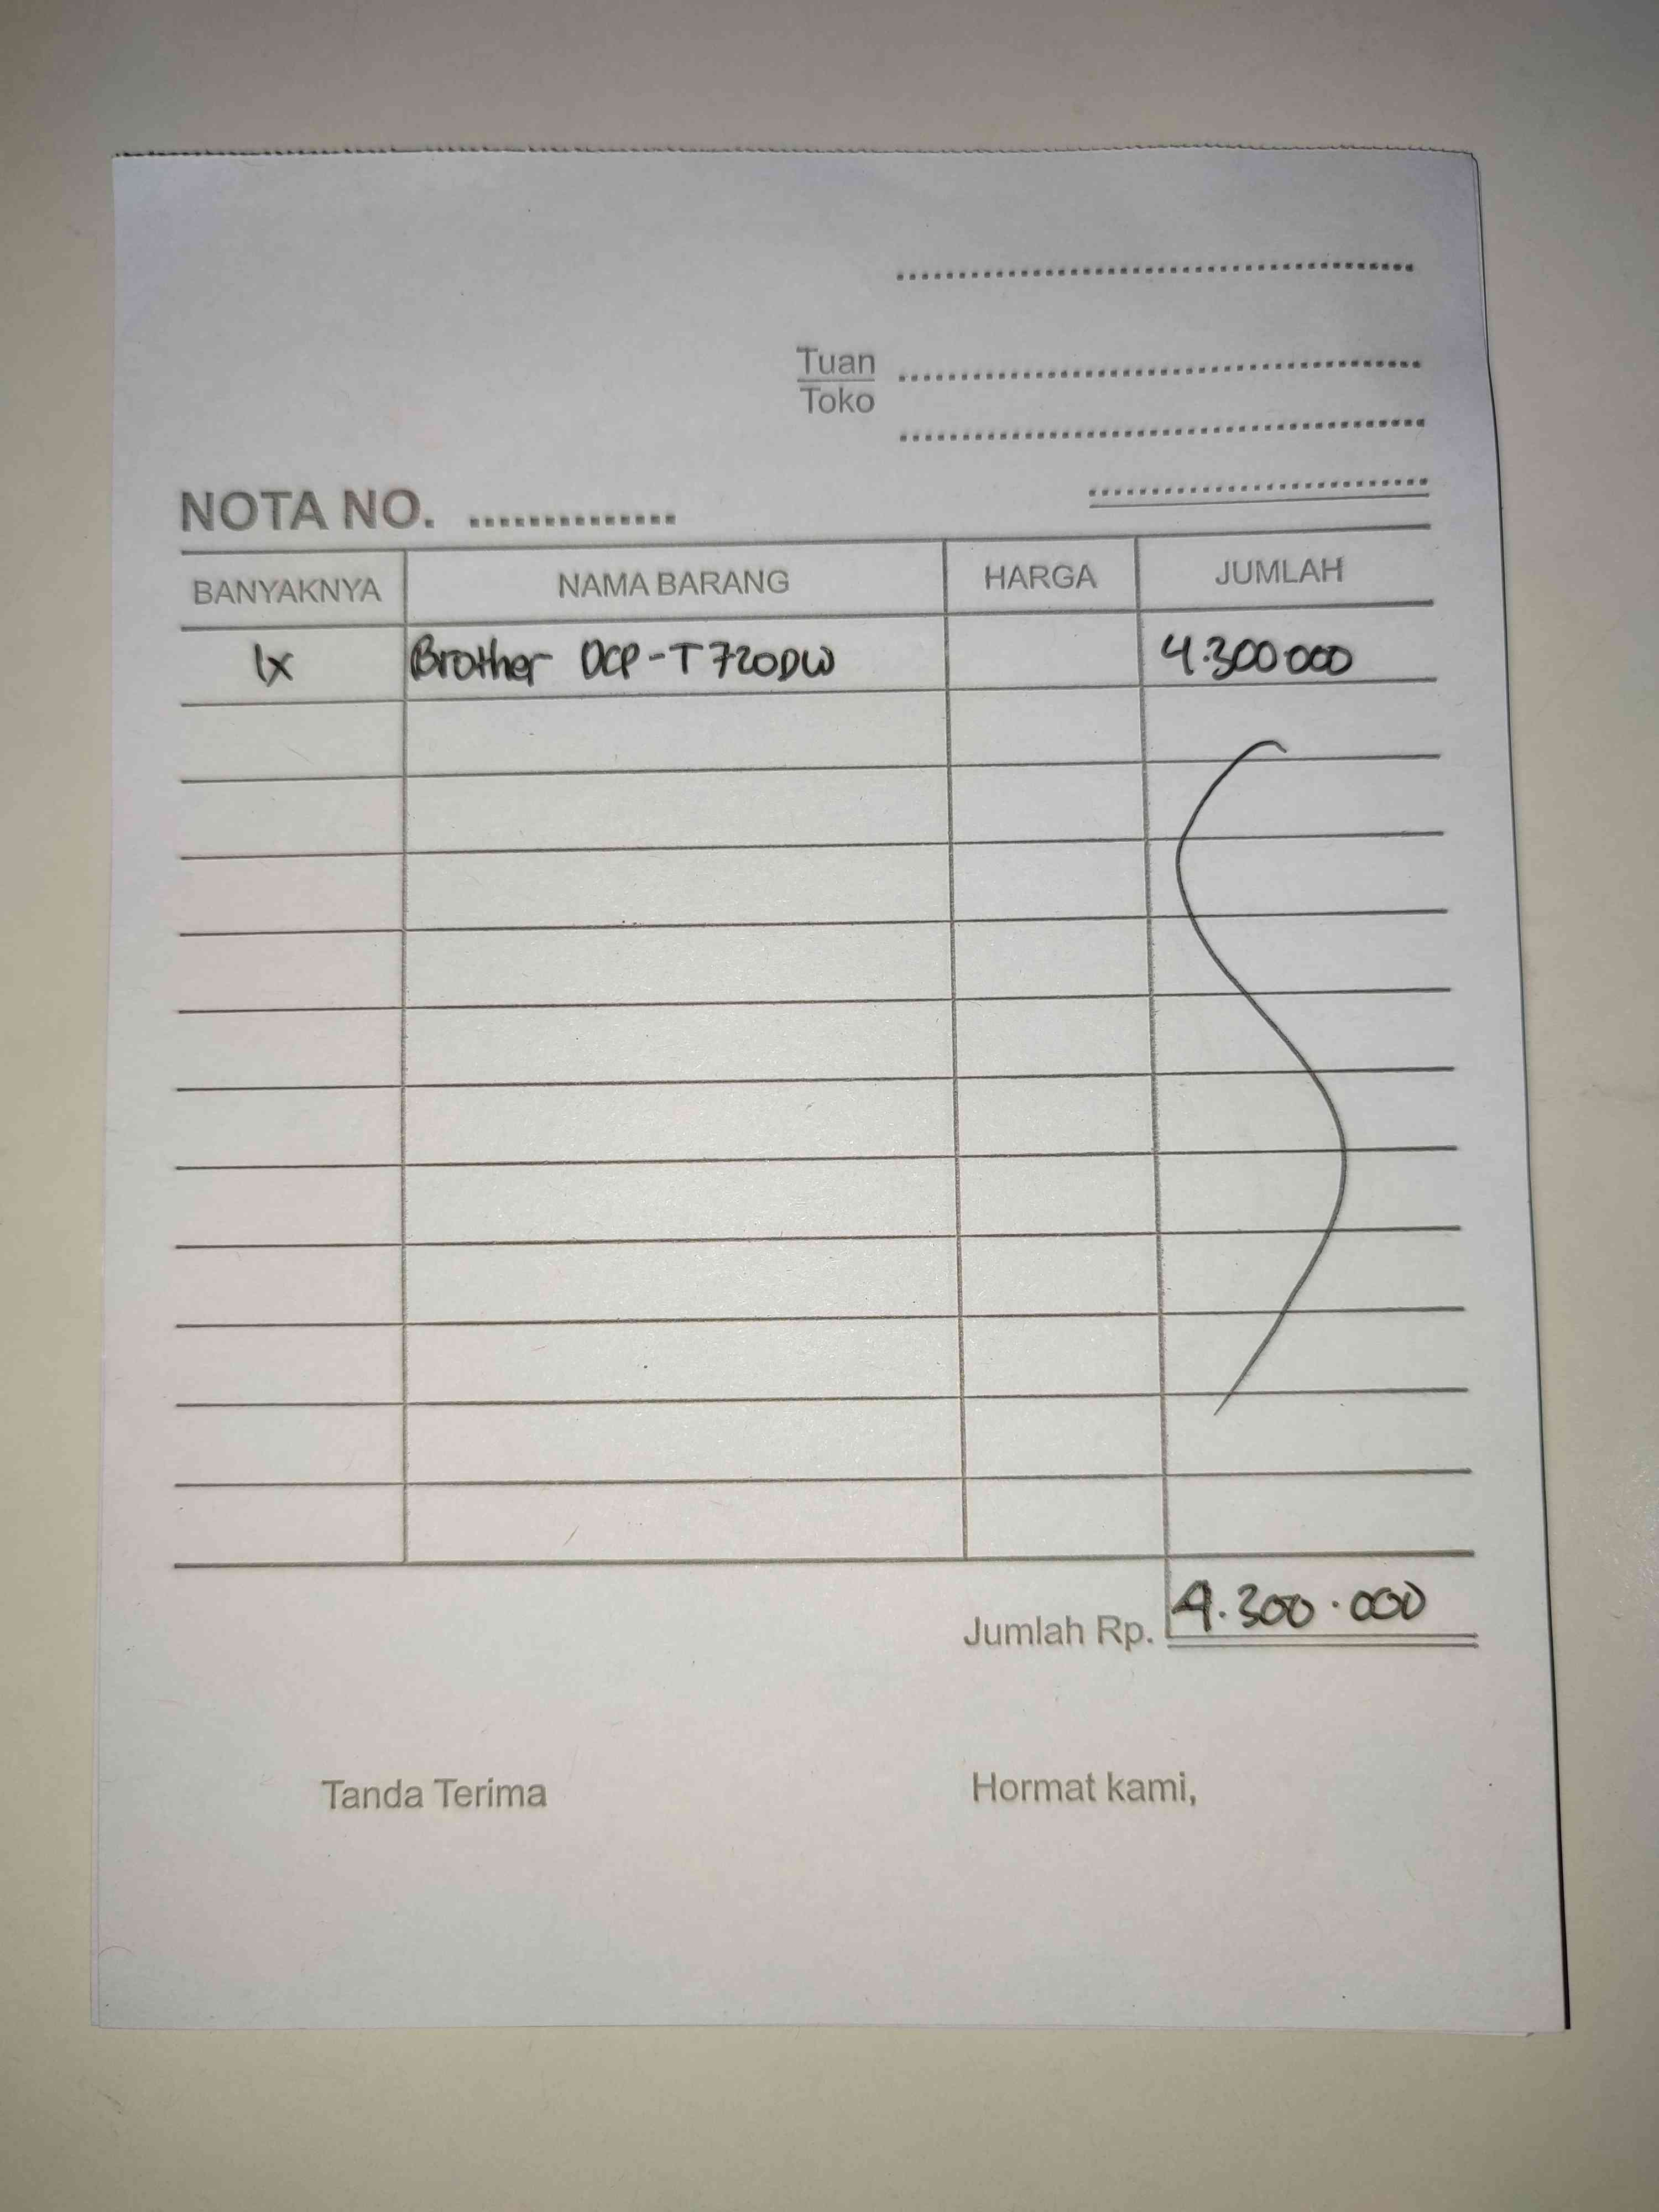 Tuan
Toko
NOTA NO.
BANYAKNYA NAMA BARANG HARGA JUMLAH
1x Brother DCP-T720DW 4.300000
Jumlah Rp. 4.300.000
Tanda Terima Hormat kami,